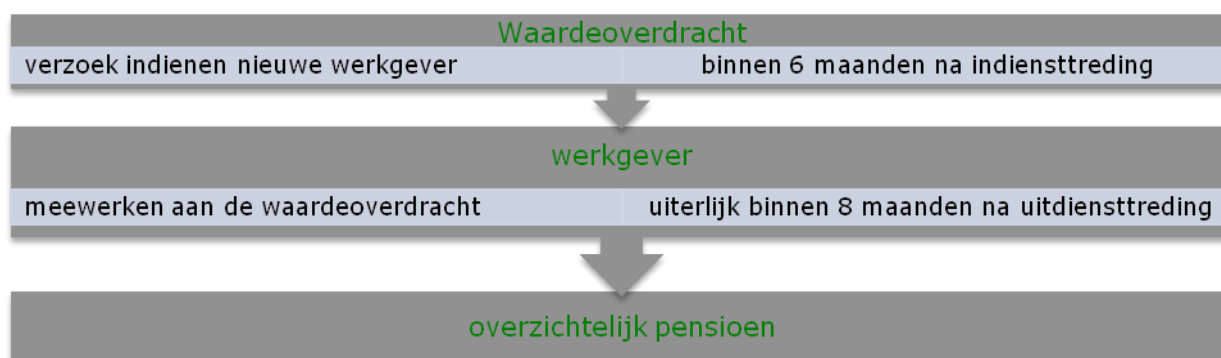 Waardeoverdracht
verzoek indienen nieuwe werkgever binnen 6 maanden na indiensttreding
werkgever
meewerken aan de waardeoverdracht uiterlijk binnen 8 maanden na uitdiensttreding
overzichtelijk pensioen